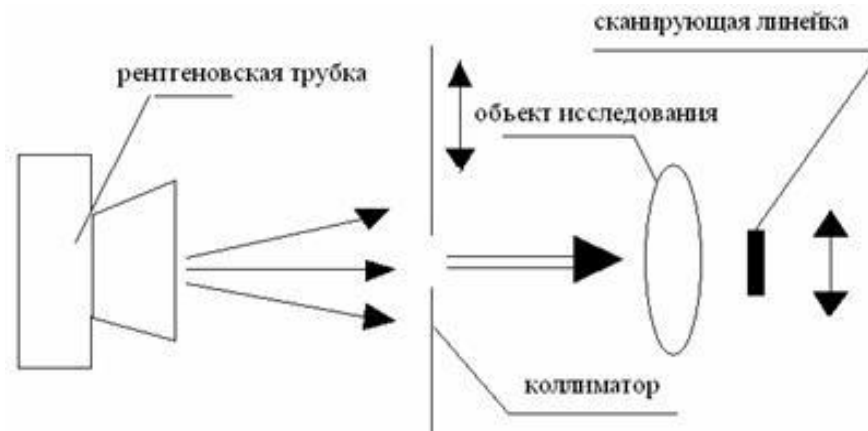 сканирующая линейка
рентгеновская трубка
объект исследования
коллиматор